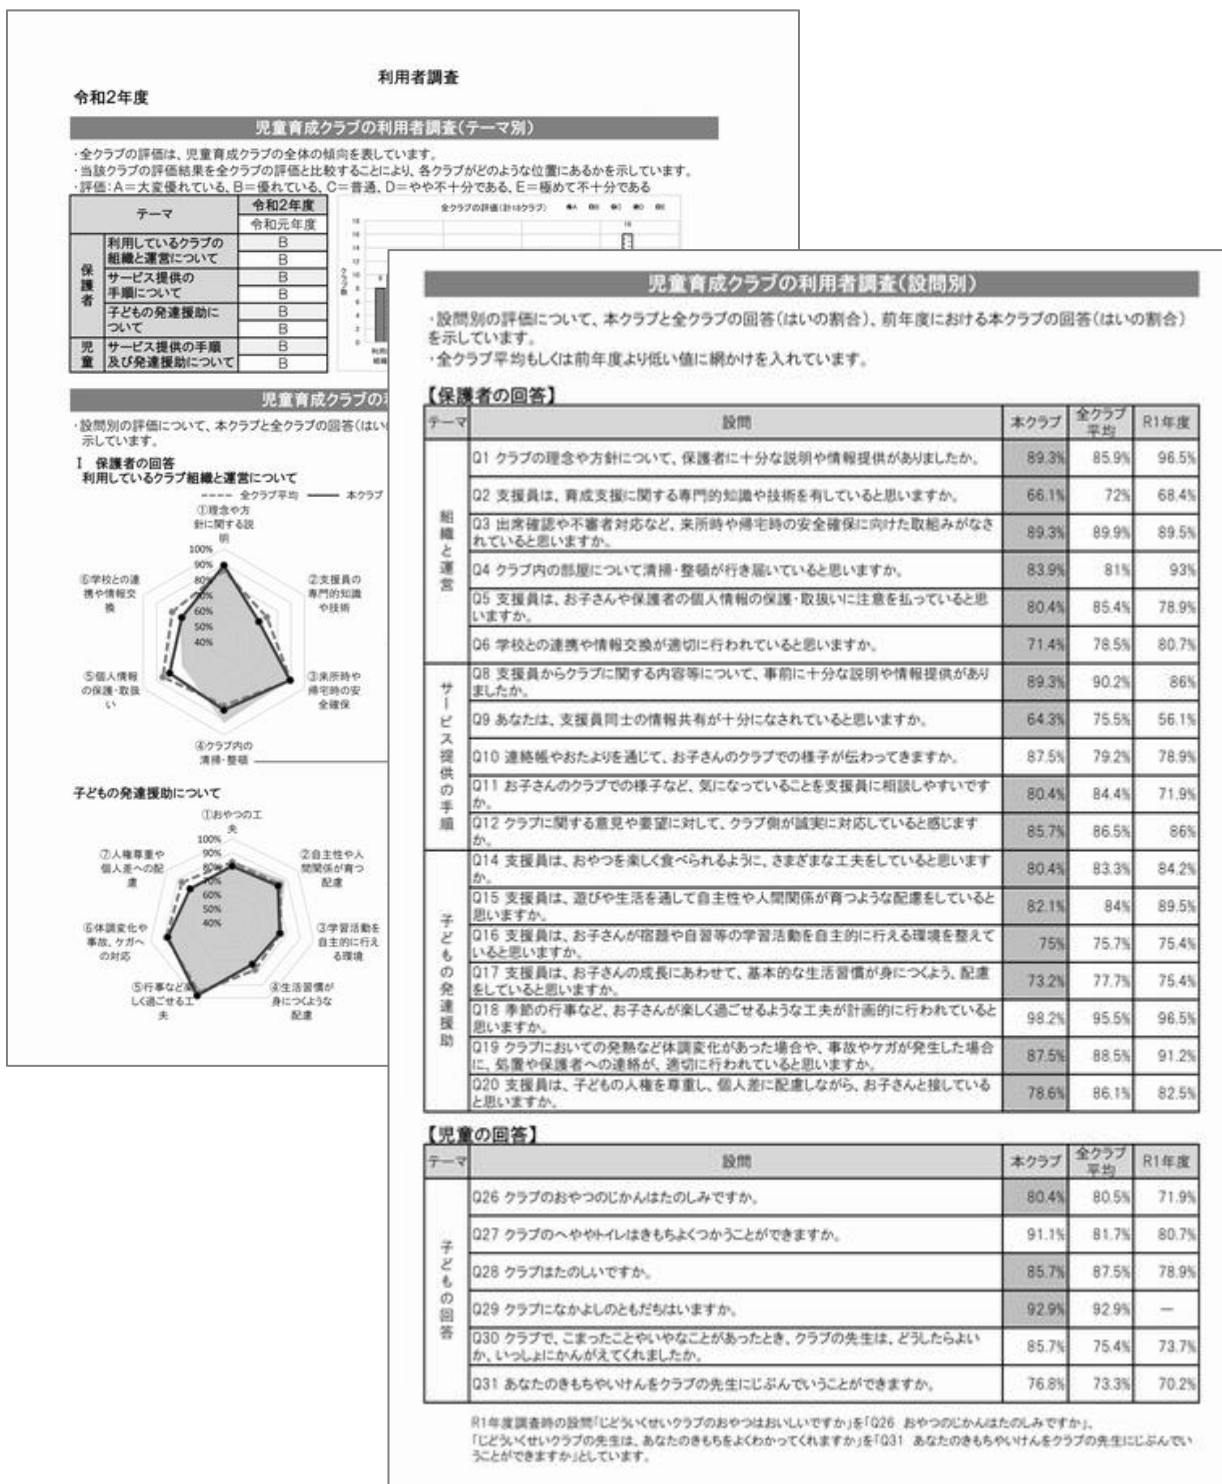 利用者調査
令和2年度
児童育成クラブの利用者調査(テーマ別)
・全クラブの評価は、児童育成クラブの全体の傾向を表しています。
・当該クラブの評価結果を全クラブの評価と比較することにより、各クラブがどのような位置にあるかを示しています。
・評価：A＝大変優れている、B＝優れている、C＝普通、D＝やや不十分である、E＝極めて不十分である
テーマ 令和2年度
令和元年度
保護者
利用しているクラブの組織と運営について B
B
サービス提供の手順について B
B
子どもの発達援助について B
B
児童 サービス提供の手順及び発達援助について B
B
全クラブの評価(計18クラブ)
クラブ数
16
児童育成クラブの
・設問別の評価について、本クラブと全クラブの回答(はい
示しています。
Ⅰ 保護者の回答
利用しているクラブ組織と運営について
全クラブ平均 本クラブ
①理念や方
針に関する説
明
100%
90%
80%
70%
60%
50%
40%
②支援員の
専門的知識
や技術
③来所時や
帰宅時の安
全確保
④クラブ内の
清掃・整頓
⑤個人情報
の保護・取扱
い
⑥学校との連
携や情報交
換
子どもの発達援助について
①おやつの工
夫
100%
90%
80%
70%
60%
50%
40%
②自主性や人
間関係が育つ
配慮
③学習活動を
自主的に行え
る環境
④生活習慣が
身につくような
配慮
⑤行事など楽
しく過ごせる工
夫
⑥体調変化や
事故、ケガへ
の対応
⑦人権尊重や
個人差への配
慮
児童育成クラブの利用者調査(設問別)
・設問別の評価について、本クラブと全クラブの回答(はいの割合)、前年度における本クラブの回答(はいの割合)
を示しています。
・全クラブ平均もしくは前年度より低い値に網かけを入れています。
【保護者の回答】
テーマ 設問 本クラブ 全クラブ平均 R1年度
組織と運営
Q1 クラブの理念や方針について、保護者に十分な説明や情報提供がありましたか。 89.3% 85.9% 96.5%
Q2 支援員は、育成支援に関する専門的知識や技術を有していると思いますか。 66.1% 72% 68.4%
Q3 出席確認や不審者対応など、来所時や帰宅時の安全確保に向けた取組みがなさ
れていると思いますか。 89.3% 89.9% 89.5%
Q4 クラブ内の部屋について清掃・整頓が行き届いていると思いますか。 83.9% 81% 93%
Q5 支援員は、お子さんや保護者の個人情報の保護・取扱いに注意を払っていると思
いますか。 80.4% 85.4% 78.9%
Q6 学校との連携や情報交換が適切に行われていると思いますか。 71.4% 78.5% 80.7%
サービス提供の手順
Q8 支援員からクラブに関する内容等について、事前に十分な説明や情報提供があり
ましたか。 89.3% 90.2% 86%
Q9 あなたは、支援員同士の情報共有が十分になされていると思いますか。 64.3% 75.5% 56.1%
Q10 連絡帳やおたよりを通じて、お子さんのクラブでの様子が伝わってきますか。 87.5% 79.2% 78.9%
Q11 お子さんのクラブでの様子など、気になっていることを支援員に相談しやすいです
か。 80.4% 84.4% 71.9%
Q12 クラブに関する意見や要望に対して、クラブ側が誠実に対応していると感じます
か。 85.7% 86.5% 86%
子どもの発達援助
Q14 支援員は、おやつを楽しく食べられるように、さまざまな工夫をしていると思います
か。 80.4% 83.3% 84.2%
Q15 支援員は、遊びや生活を通して自主性や人間関係が育つような配慮をしていると
思いますか。 82.1% 84% 89.5%
Q16 支援員は、お子さんが宿題や自習等の学習活動を自主的に行える環境を整えて
いると思いますか。 75% 75.7% 75.4%
Q17 支援員は、お子さんの成長にあわせて、基本的な生活習慣が身につくよう、配慮
をしていると思いますか。 73.2% 77.7% 75.4%
Q18 季節の行事など、お子さんが楽しく過ごせるような工夫が計画的に行われていると
思いますか。 98.2% 95.5% 96.5%
Q19 クラブにおいての発熱など体調変化があった場合や、事故やケガが発生した場合
に、処置や保護者への連絡が、適切に行われていると思いますか。 87.5% 88.5% 91.2%
Q20 支援員は、子どもの人権を尊重し、個人差に配慮しながら、お子さんと接している
と思いますか。 78.6% 86.1% 82.5%
【児童の回答】
テーマ 設問 本クラブ 全クラブ平均 R1年度
子どもの回答
Q26 クラブのおやつのじかんはたのしみですか。 80.4% 80.5% 71.9%
Q27 クラブのへややトイレはきもちよくつかうことができますか。 91.1% 81.7% 80.7%
Q28 クラブはたのしいですか。 85.7% 87.5% 78.9%
Q29 クラブになかよしのともだちはいますか。 92.9% 92.9% ―
Q30 クラブで、こまったことやいやなことがあったとき、クラブの先生は、どうしたらよい
か、いっしょにかんがえてくれましたか。 85.7% 75.4% 73.7%
Q31 あなたのきもちやいけんをクラブの先生にじぶんでいうことができますか。 76.8% 73.3% 70.2%
R1年度調査時の設問「じどういくせいクラブのおやつはおいしいですか」を「Q26 おやつのじかんはたのしみですか」、
「じどういくせいクラブの先生は、あなたのきもちをよくわかってくれますか」を「Q31 あなたのきもちやいけんをクラブの先生にじぶんでい
うことができますか」としています。